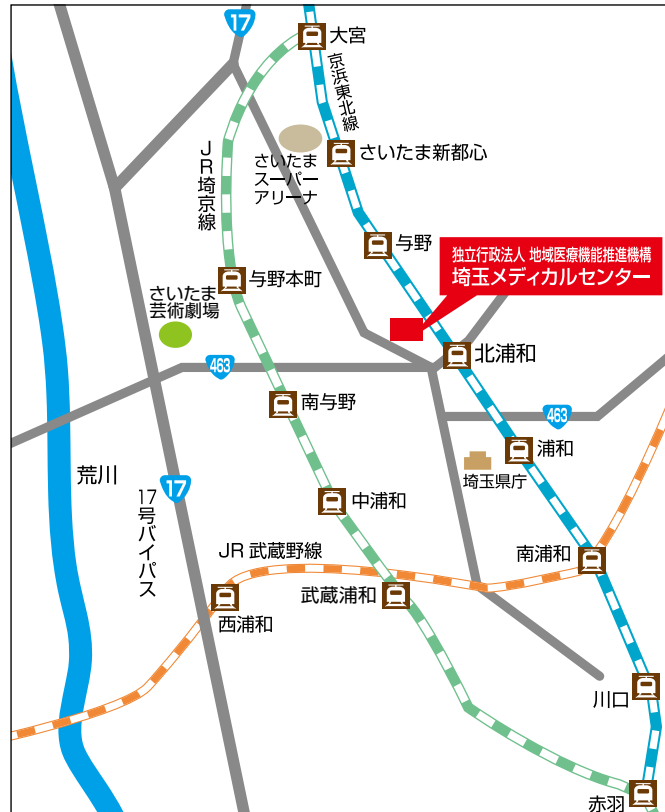 17
大宮
京浜東北線
さいたま
スーパー
アリーナ
さいたま新都心
JR埼京線
与野
独立行政法人 地域医療機能推進機構
埼玉メディカルセンター
与野本町
さいたま
芸術劇場
北浦和
463
南与野
463
浦和
埼玉県庁
荒川
17
17号バイパス
中浦和
JR 武蔵野線
南浦和
西浦和
武蔵浦和
川口
赤羽